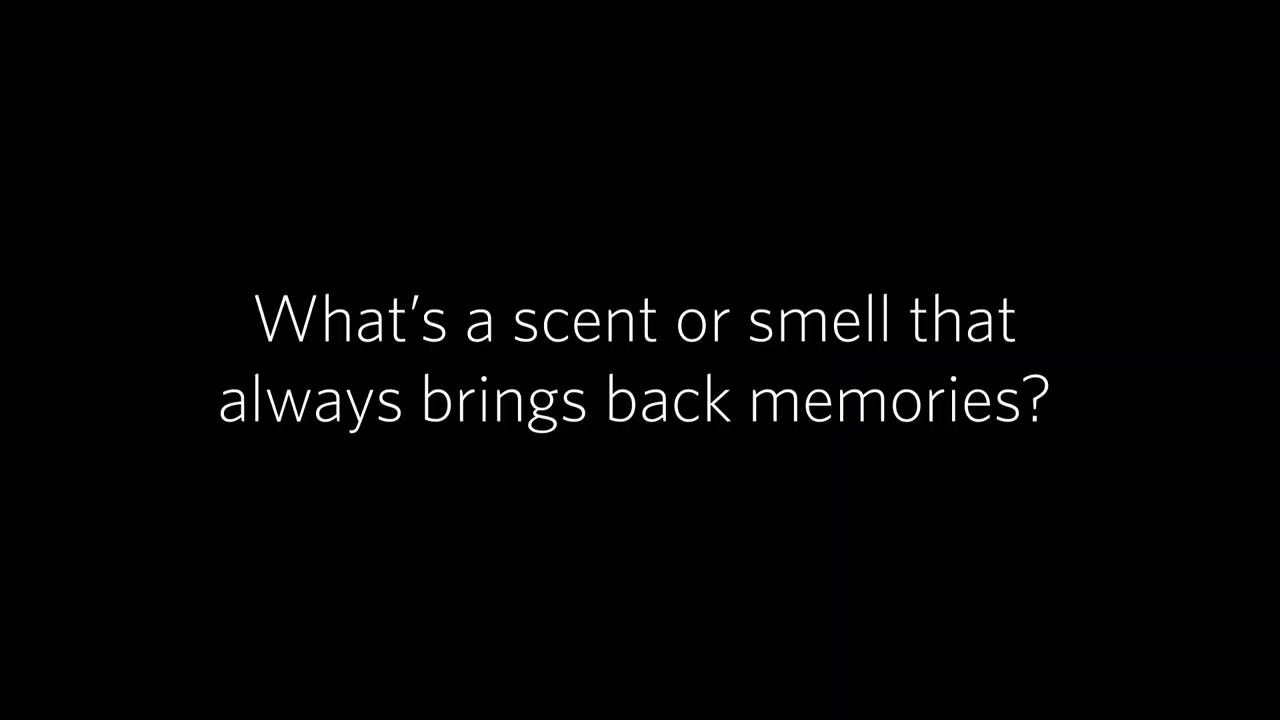 What’s a scent or smell that
always brings back memories?